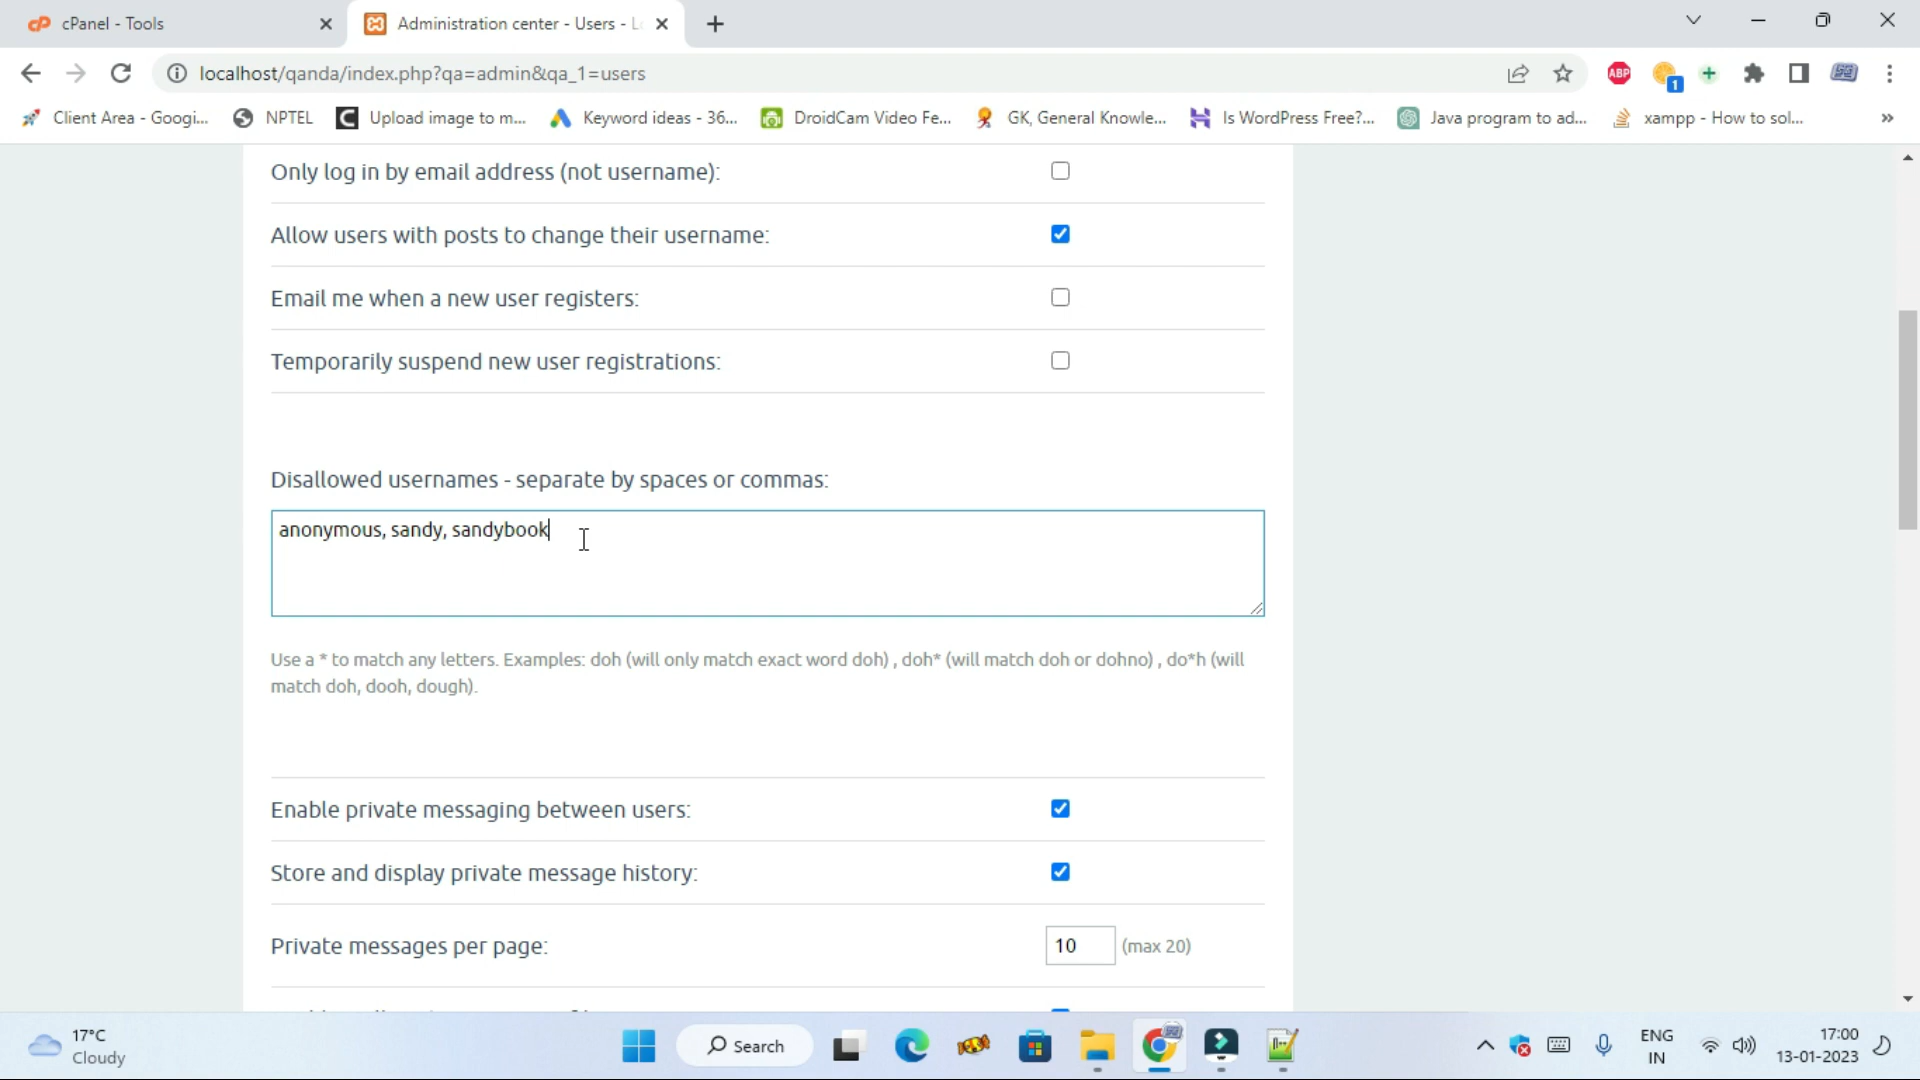 cPanel - Tools
Administration center - Users - L
localhost/qanda/index.php?qa=admin&qa_1=users
ABP
1
Client Area - Googi...
NPTEL
Upload image to m...
Keyword ideas - 36...
DroidCam Video Fe...
GK, General Knowle...
Is WordPress Free?...
Java program to ad...
xampp - How to sol...
»
Only log in by email address (not username):
Allow users with posts to change their username:
Email me when a new user registers:
Temporarily suspend new user registrations:
Disallowed usernames - separate by spaces or commas:
anonymous, sandy, sandybook
Use a * to match any letters. Examples: doh (will only match exact word doh) , doh* (will match doh or dohno) , do*h (will
match doh, dooh, dough).
Enable private messaging between users:
Store and display private message history:
Private messages per page:
10
(max 20)
17°C
Cloudy
Search
ENG
IN
17:00
13-01-2023